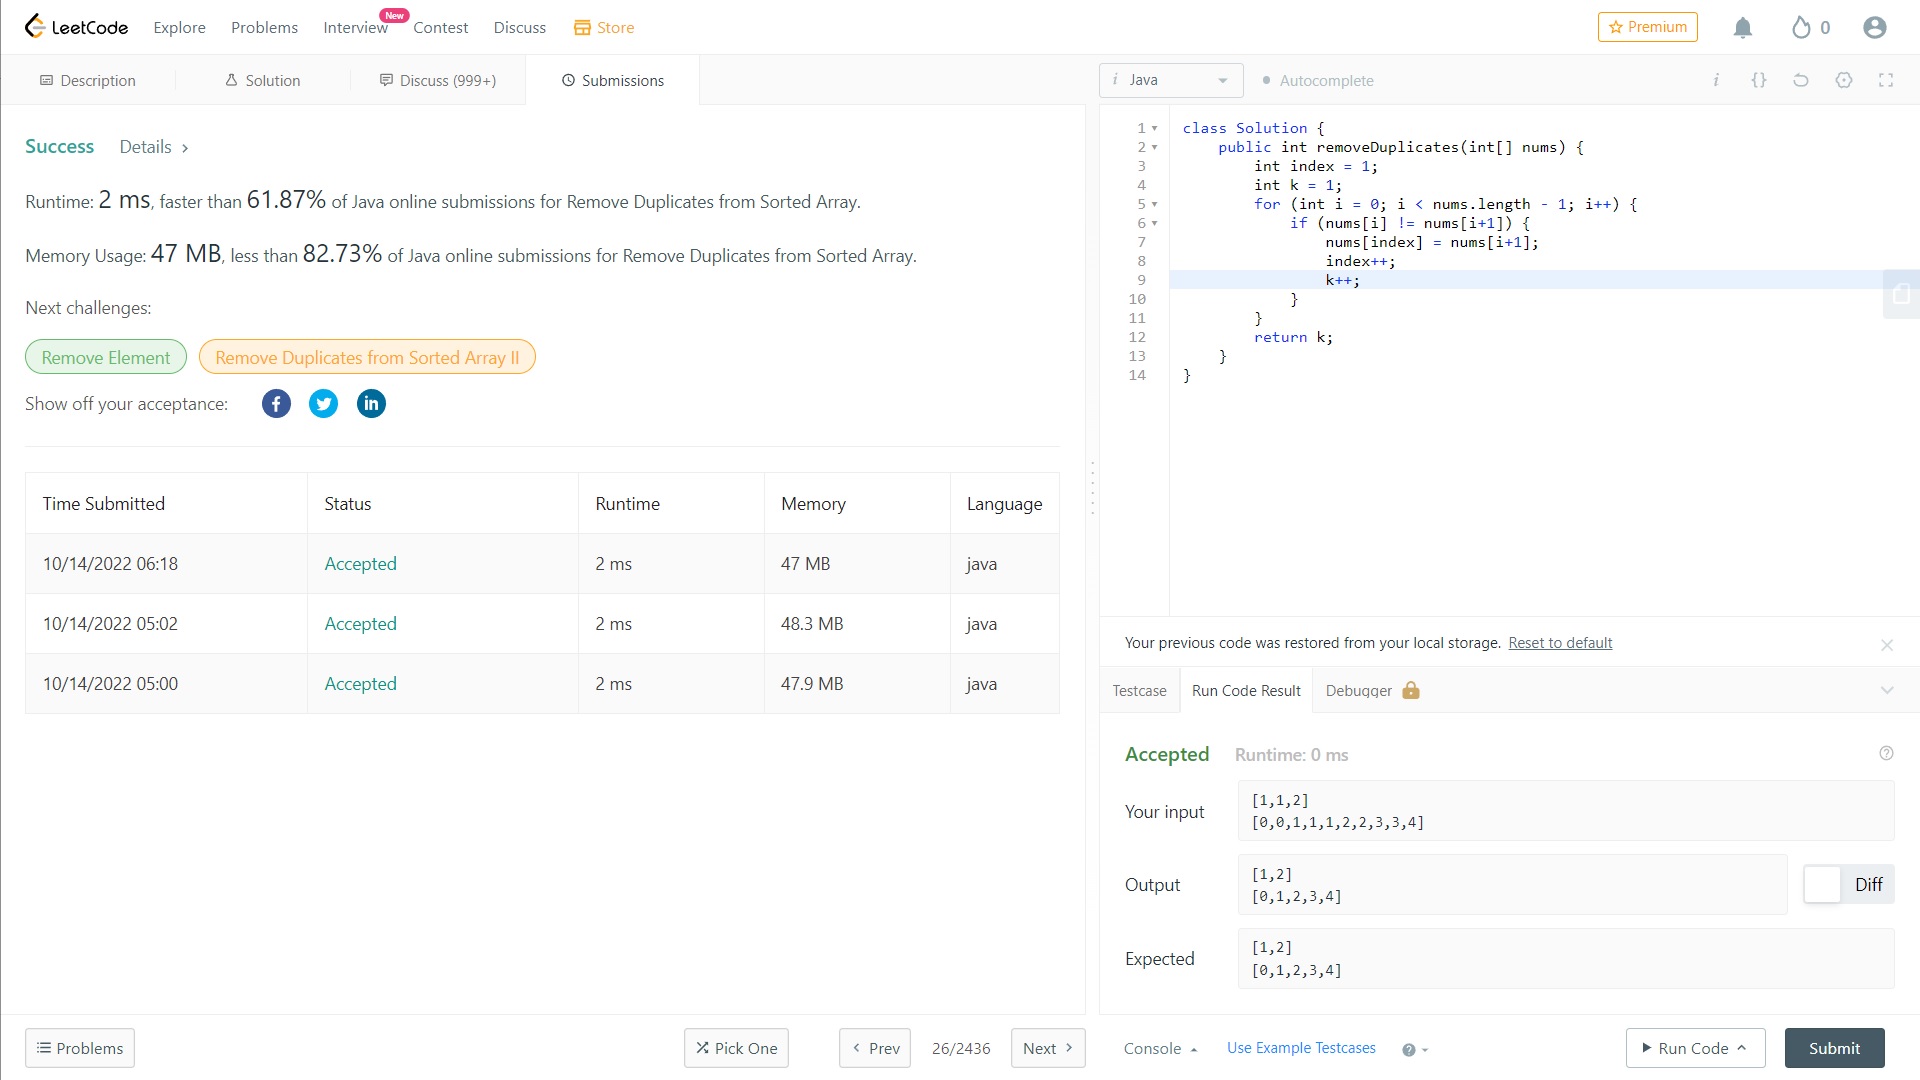 LeetCode Explore Problems Interview New Contest Discuss Store Premium 0
Description Solution Discuss (999+) Submissions
i Java Autocomplete i {}
Success Details >
Runtime: 2 ms, faster than 61.87% of Java online submissions for Remove Duplicates from Sorted Array.
Memory Usage: 47 MB, less than 82.73% of Java online submissions for Remove Duplicates from Sorted Array.
Next challenges:
Remove Element Remove Duplicates from Sorted Array II
Show off your acceptance:
Time Submitted Status Runtime Memory Language
10/14/2022 06:18 Accepted 2 ms 47 MB java
10/14/2022 05:02 Accepted 2 ms 48.3 MB java
10/14/2022 05:00 Accepted 2 ms 47.9 MB java
1 class Solution {
2 public int removeDuplicates(int[] nums) {
3 int index = 1;
4 int k = 1;
5 for (int i = 0; i < nums.length - 1; i++) {
6 if (nums[i] != nums[i+1]) {
7 nums[index] = nums[i+1];
8 index++;
9 k++;
10 }
11 }
12 return k;
13 }
14 }
Your previous code was restored from your local storage. Reset to default
Testcase Run Code Result Debugger
Accepted Runtime: 0 ms
Your input
[1,1,2]
[0,0,1,1,1,2,2,3,3,4]
Output
[1,2]
[0,1,2,3,4]
Diff
Expected
[1,2]
[0,1,2,3,4]
Problems Pick One < Prev 26/2436 Next > Console Use Example Testcases Run Code Submit